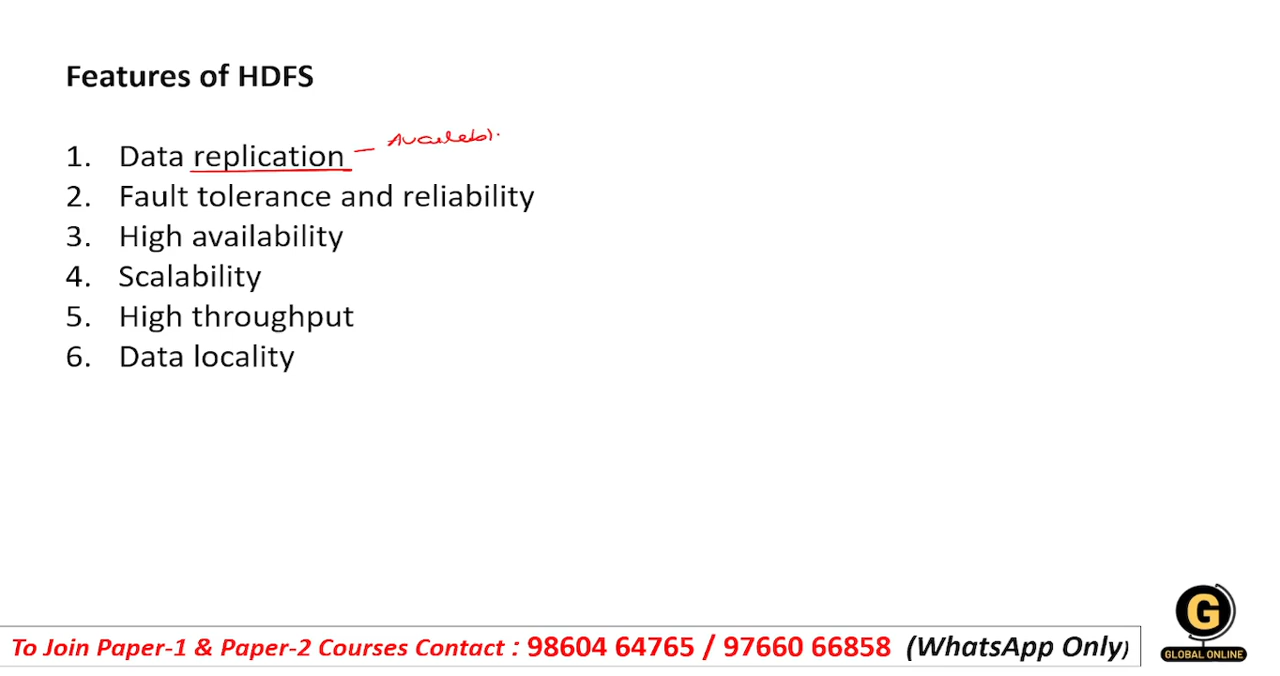 Features of HDFS
1. Data replication — Availab).
2. Fault tolerance and reliability
3. High availability
4. Scalability
5. High throughput
6. Data locality
To Join Paper-1 & Paper-2 Courses Contact : 98604 64765 / 97660 66858 (WhatsApp Only)
G
GLOBAL ONLINE